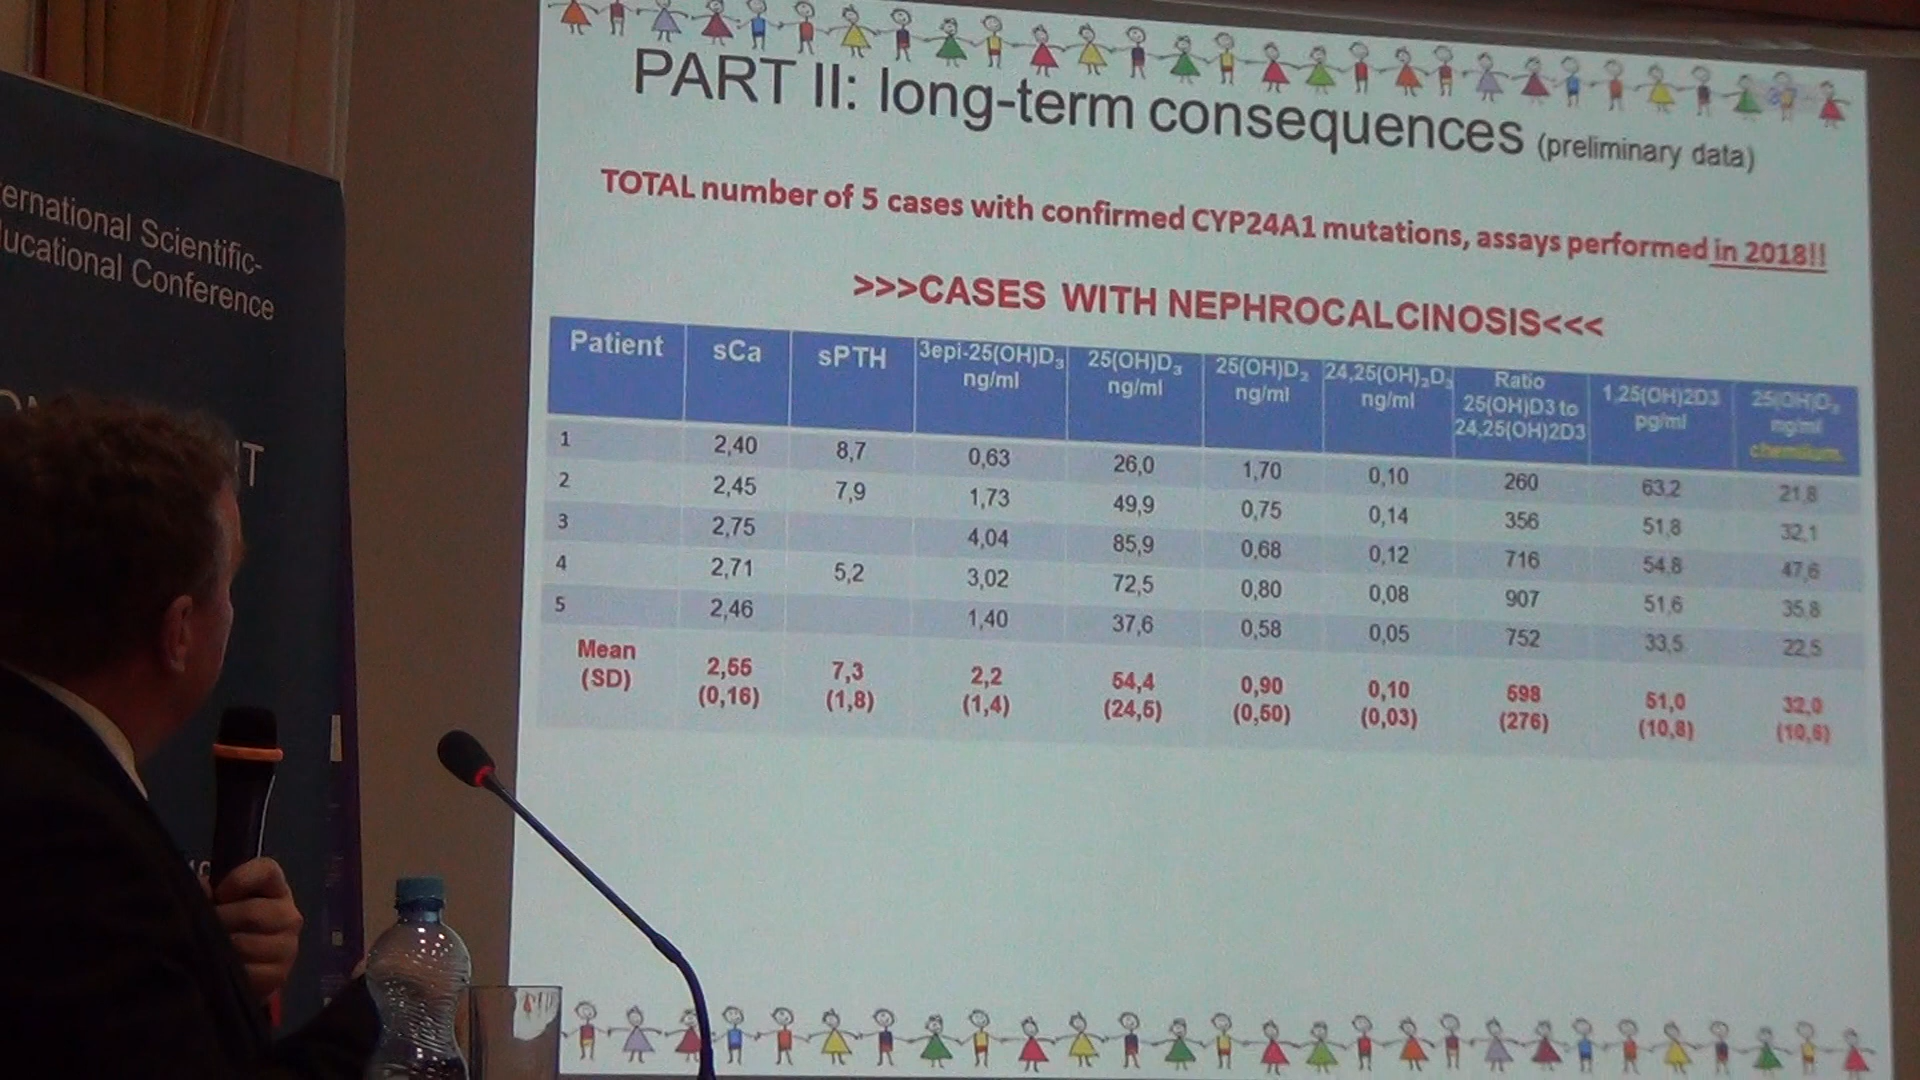 ernational Scientific-
ucational Conference
T
PART II: long-term consequences (preliminary data)
TOTAL number of 5 cases with confirmed CYP24A1 mutations, assays performed in 2018!!
>>>CASES WITH NEPHROCALCINOSIS<<<
Patient sCa sPTH 3epi-25(OH)D₃ ng/ml 25(OH)D₃ ng/ml 25(OH)D₂ ng/ml 24,25(OH)₂D₃ ng/ml Ratio 25(OH)D3 to 24,25(OH)2D3 1,25(OH)2D3 pg/ml 25(OH)D₃ ng/ml chemilum.
1 2,40 8,7 0,63 26,0 1,70 0,10 260 63,2 21,8
2 2,45 7,9 1,73 49,9 0,75 0,14 356 51,8 32,1
3 2,75 4,04 85,9 0,68 0,12 716 54,8 47,6
4 2,71 5,2 3,02 72,5 0,80 0,08 907 51,6 35,8
5 2,46 1,40 37,6 0,58 0,05 752 33,5 22,5
Mean 2,55 7,3 2,2 54,4 0,90 0,10 598 51,0 32,0
(SD) (0,16) (1,8) (1,4) (24,5) (0,50) (0,03) (276) (10,8) (10,6)